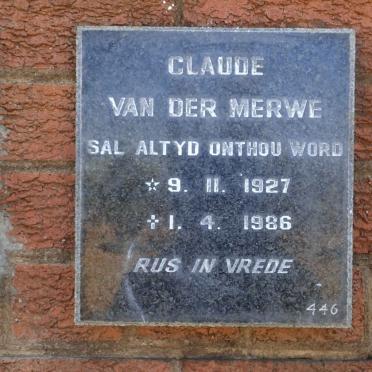 CLAUDE
VAN DER MERWE
SAL ALTYD ONTHOU WORD
☆ 9. 11. 1927
✝ 1. 4. 1986
RUS IN VREDE
446